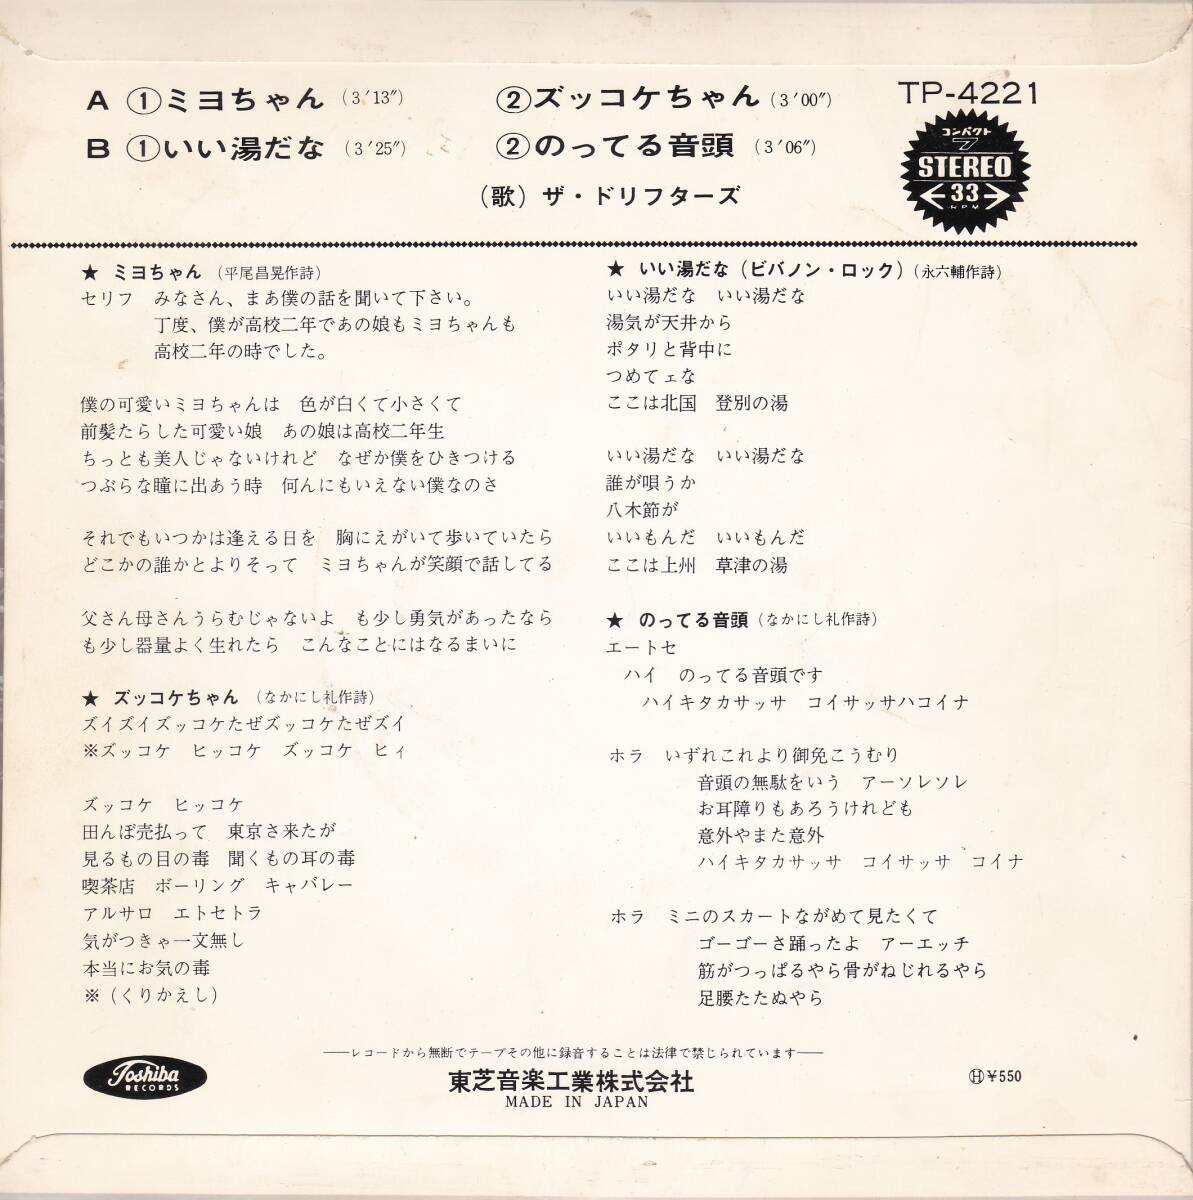 A ①ミヨちゃん (3′13″) ②ズッコケちゃん (3′00″)
B ①いい湯だな (3′25″) ②のってる音頭 (3′06″)
(歌) ザ・ドリフターズ
TP-4221
コンパクト
7
STEREO
33
RPM
★ ミヨちゃん (平尾昌晃作詩)
セリフ みなさん、まあ僕の話を聞いて下さい。
丁度、僕が高校二年であの娘もミヨちゃんも
高校二年の時でした。
僕の可愛いミヨちゃんは 色が白くて小さくて
前髪たらした可愛い娘 あの娘は高校二年生
ちっとも美人じゃないけれど なぜか僕をひきつける
つぶらな瞳に出あう時 何んにもいえない僕なのさ
それでもいつかは逢える日を 胸にえがいて歩いていたら
どこかの誰かとよりそって ミヨちゃんが笑顔で話してる
父さん母さんうらむじゃないよ も少し勇気があったなら
も少し器量よく生れたら こんなことにはなるまいに
★ ズッコケちゃん (なかにし礼作詩)
ズイズイズッコケたぜズッコケたぜズイ
※ズッコケ ヒッコケ ズッコケ ヒィ
ズッコケ ヒッコケ
田んぼ売払って 東京さ来たが
見るもの目の毒 聞くもの耳の毒
喫茶店 ボーリング キャバレー
アルサロ エトセトラ
気がつきゃ一文無し
本当にお気の毒
※(くりかえし)
★ いい湯だな (ビバノン・ロック) (永六輔作詩)
いい湯だな いい湯だな
湯気が天井から
ポタリと背中に
つめてェな
ここは北国 登別の湯
いい湯だな いい湯だな
誰が唄うか
八木節が
いいもんだ いいもんだ
ここは上州 草津の湯
★ のってる音頭 (なかにし礼作詩)
エートセ
ハイ のってる音頭です
ハイキタカサッサ コイサッサハコイナ
ホラ いずれこれより御免こうむり
音頭の無駄をいう アーソレソレ
お耳障りもあろうけれども
意外やまた意外
ハイキタカサッサ コイサッサ コイナ
ホラ ミニのスカートながめて見たくて
ゴーゴーさ踊ったよ アーエッチ
筋がつっぱるやら骨がねじれるやら
足腰たたぬやら
——レコードから無断でテープその他に録音することは法律で禁じられています——
Toshiba
RECORDS
東芝音楽工業株式会社
MADE IN JAPAN
Ⓗ¥550